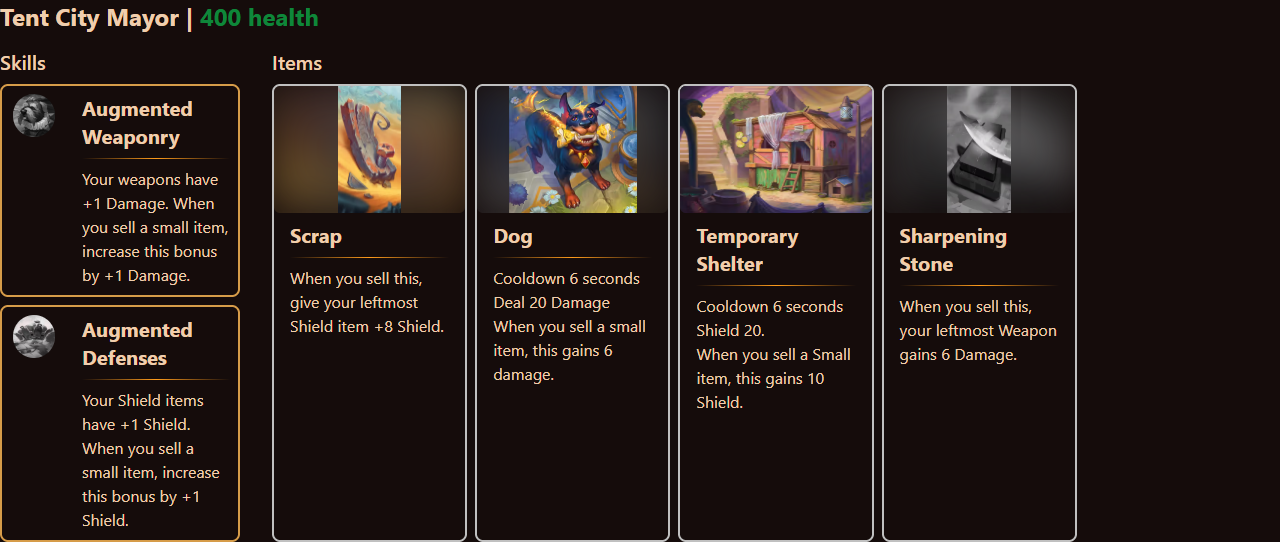 Tent City Mayor | 400 health
Skills
Augmented
Weaponry
Your weapons have
+1 Damage. When
you sell a small item,
increase this bonus
by +1 Damage.
Augmented
Defenses
Your Shield items
have +1 Shield.
When you sell a
small item, increase
this bonus by +1
Shield.
Items
Scrap
When you sell this,
give your leftmost
Shield item +8 Shield.
Dog
Cooldown 6 seconds
Deal 20 Damage
When you sell a small
item, this gains 6
damage.
Temporary
Shelter
Cooldown 6 seconds
Shield 20.
When you sell a Small
item, this gains 10
Shield.
Sharpening
Stone
When you sell this,
your leftmost Weapon
gains 6 Damage.